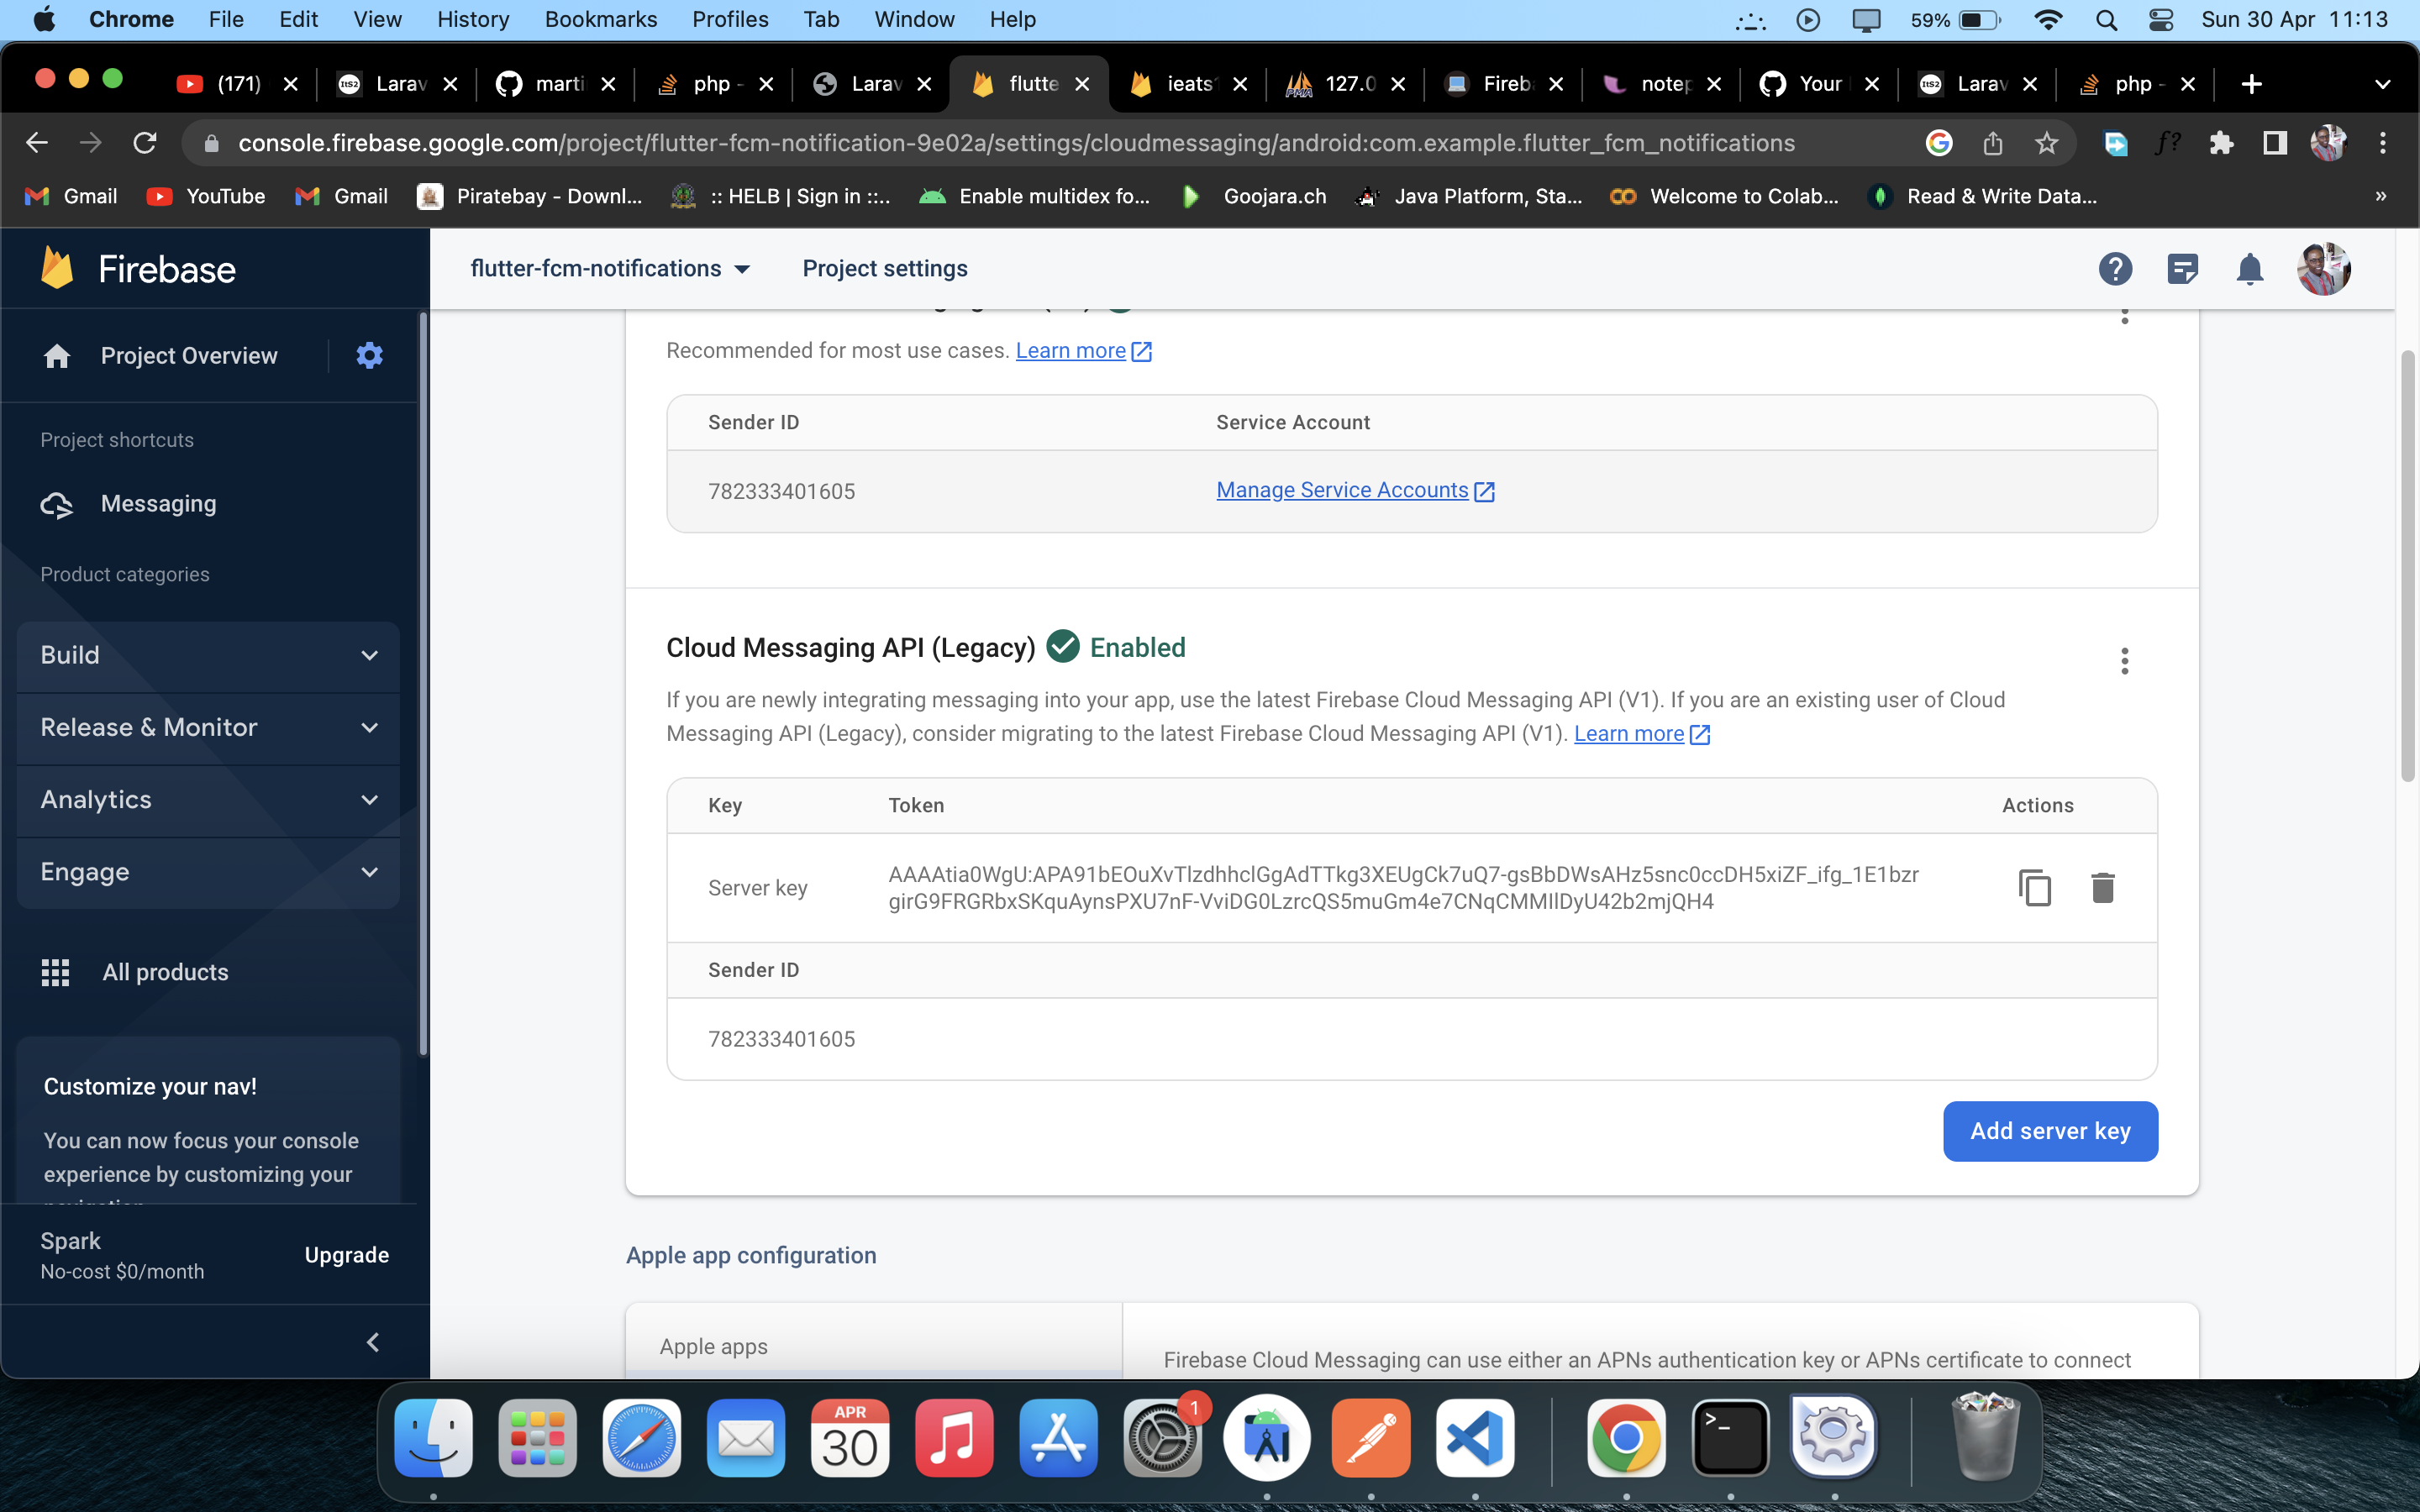 Chrome File Edit View History Bookmarks Profiles Tab Window Help 59% Sun 30 Apr 11:13
(171) Larav marti php - Larav flutte ieats 127.0 Fireb notep Your Larav php -
console.firebase.google.com/project/flutter-fcm-notification-9e02a/settings/cloudmessaging/android:com.example.flutter_fcm_notifications
Gmail YouTube Gmail Piratebay - Downl... :: HELB | Sign in ::.. Enable multidex fo... Goojara.ch Java Platform, Sta... Welcome to Colab... Read & Write Data... »
Firebase
flutter-fcm-notifications Project settings
Project Overview
Project shortcuts
Messaging
Product categories
Build
Release & Monitor
Analytics
Engage
All products
Customize your nav!
You can now focus your console
experience by customizing your
Spark
No-cost $0/month
Upgrade
Recommended for most use cases. Learn more
Sender ID Service Account
782333401605 Manage Service Accounts
Cloud Messaging API (Legacy) Enabled
If you are newly integrating messaging into your app, use the latest Firebase Cloud Messaging API (V1). If you are an existing user of Cloud
Messaging API (Legacy), consider migrating to the latest Firebase Cloud Messaging API (V1). Learn more
Key Token Actions
Server key
AAAAtia0WgU:APA91bEOuXvTlzdhhclGgAdTTkg3XEUgCk7uQ7-gsBbDWsAHz5snc0ccDH5xiZF_ifg_1E1bzr
girG9FRGRbxSKquAynsPXU7nF-VviDG0LzrcQS5muGm4e7CNqCMMIlDyU42b2mjQH4
Sender ID
782333401605
Add server key
Apple app configuration
Apple apps
Firebase Cloud Messaging can use either an APNs authentication key or APNs certificate to connect
APR
30
1